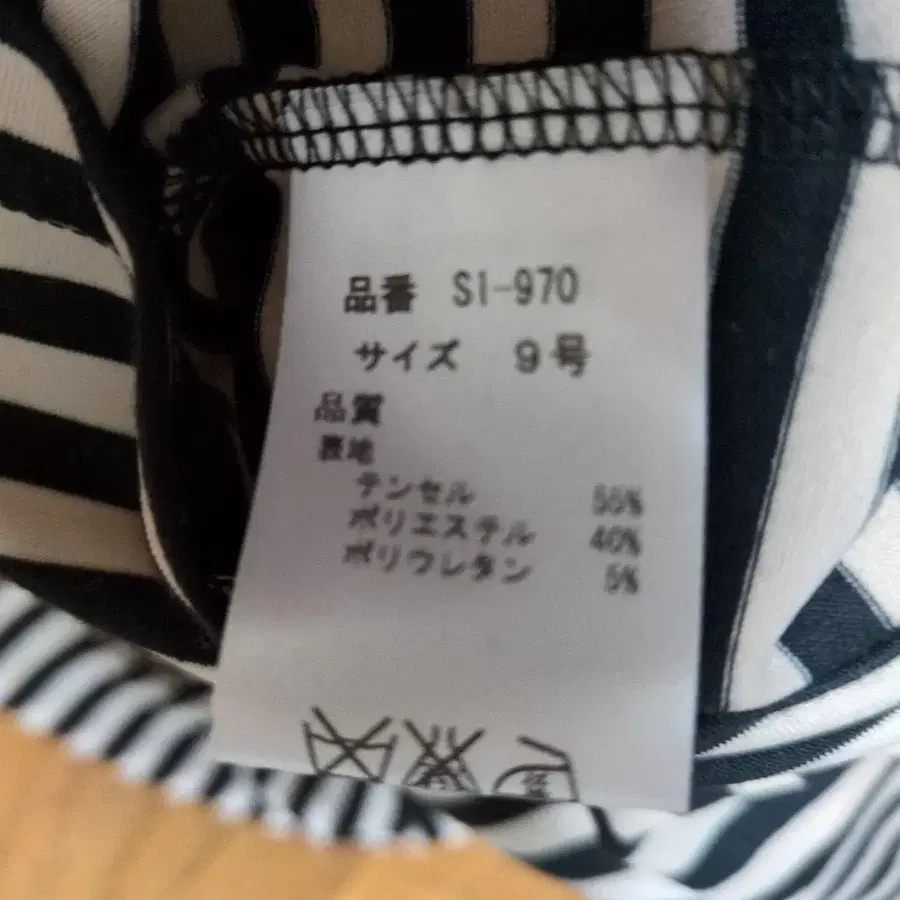 品番 SI-970
サイズ 9号
品質
表地
テンセル 55%
ポリエステル 40%
ポリウレタン 5%